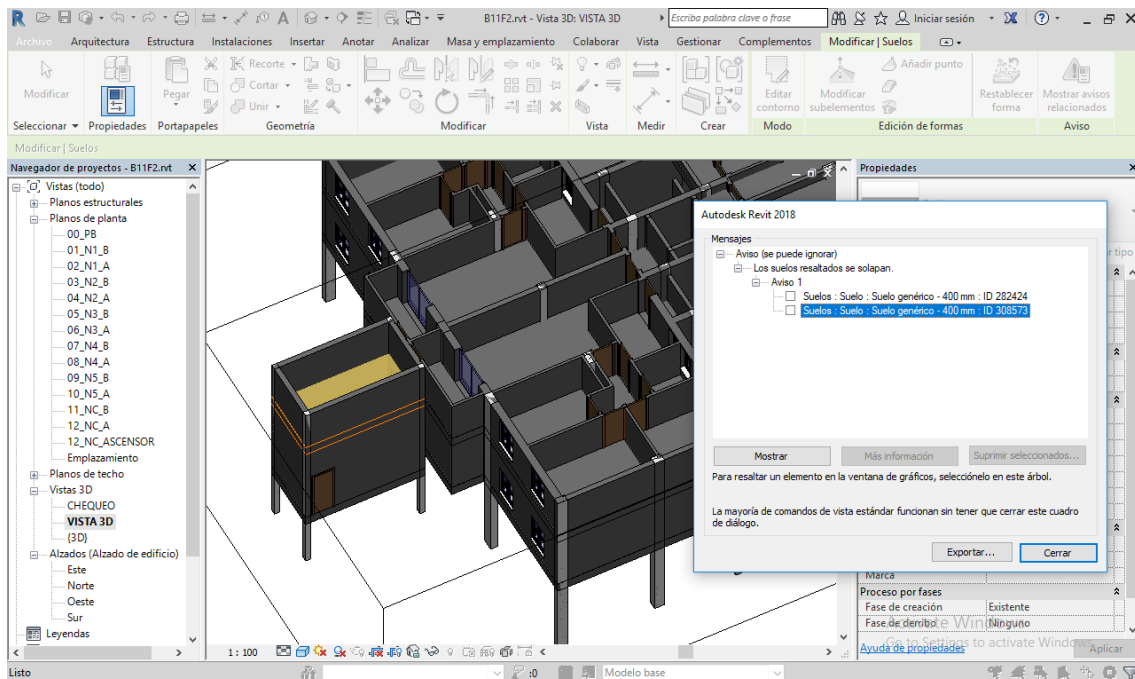 B11F2.rvt - Vista 3D: VISTA 3D
Escriba palabra clave o frase
Iniciar sesión
Archivo Arquitectura Estructura Instalaciones Insertar Anotar Analizar Masa y emplazamiento Colaborar Vista Gestionar Complementos Modificar | Suelos
Recorte
Añadir punto
Cortar
Modificar
Pegar
Editar contorno
Modificar subelementos
Restablecer forma
Mostrar avisos relacionados
Unir
Seleccionar Propiedades Portapapeles Geometría Modificar Vista Medir Crear Modo Edición de formas Aviso
Modificar | Suelos
Navegador de proyectos - B11F2.rvt
Vistas (todo)
Planos estructurales
Planos de planta
00_PB
01_N1_B
02_N1_A
03_N2_B
04_N2_A
05_N3_B
06_N3_A
07_N4_B
08_N4_A
09_N5_B
10_N5_A
11_NC_B
12_NC_A
12_NC_ASCENSOR
Emplazamiento
Planos de techo
Vistas 3D
CHEQUEO
VISTA 3D
{3D}
Alzados (Alzado de edificio)
Este
Norte
Oeste
Sur
Leyendas
Propiedades
r tipo
Autodesk Revit 2018
Mensajes
Aviso (se puede ignorar)
Los suelos resaltados se solapan.
Aviso 1
Suelos : Suelo : Suelo genérico - 400 mm : ID 282424
Suelos : Suelo : Suelo genérico - 400 mm : ID 308573
Mostrar Más información Suprimir seleccionados...
Para resaltar un elemento en la ventana de gráficos, selecciónelo en este árbol.
La mayoría de comandos de vista estándar funcionan sin tener que cerrar este cuadro
de diálogo.
Exportar... Cerrar
Marca
Proceso por fases
Fase de creación Existente
Fase de derribo Ninguno
Activate Windows
Go to Settings to activate Windows.
Ayuda de propiedades Aplicar
1 : 100
Listo
:0
Modelo base